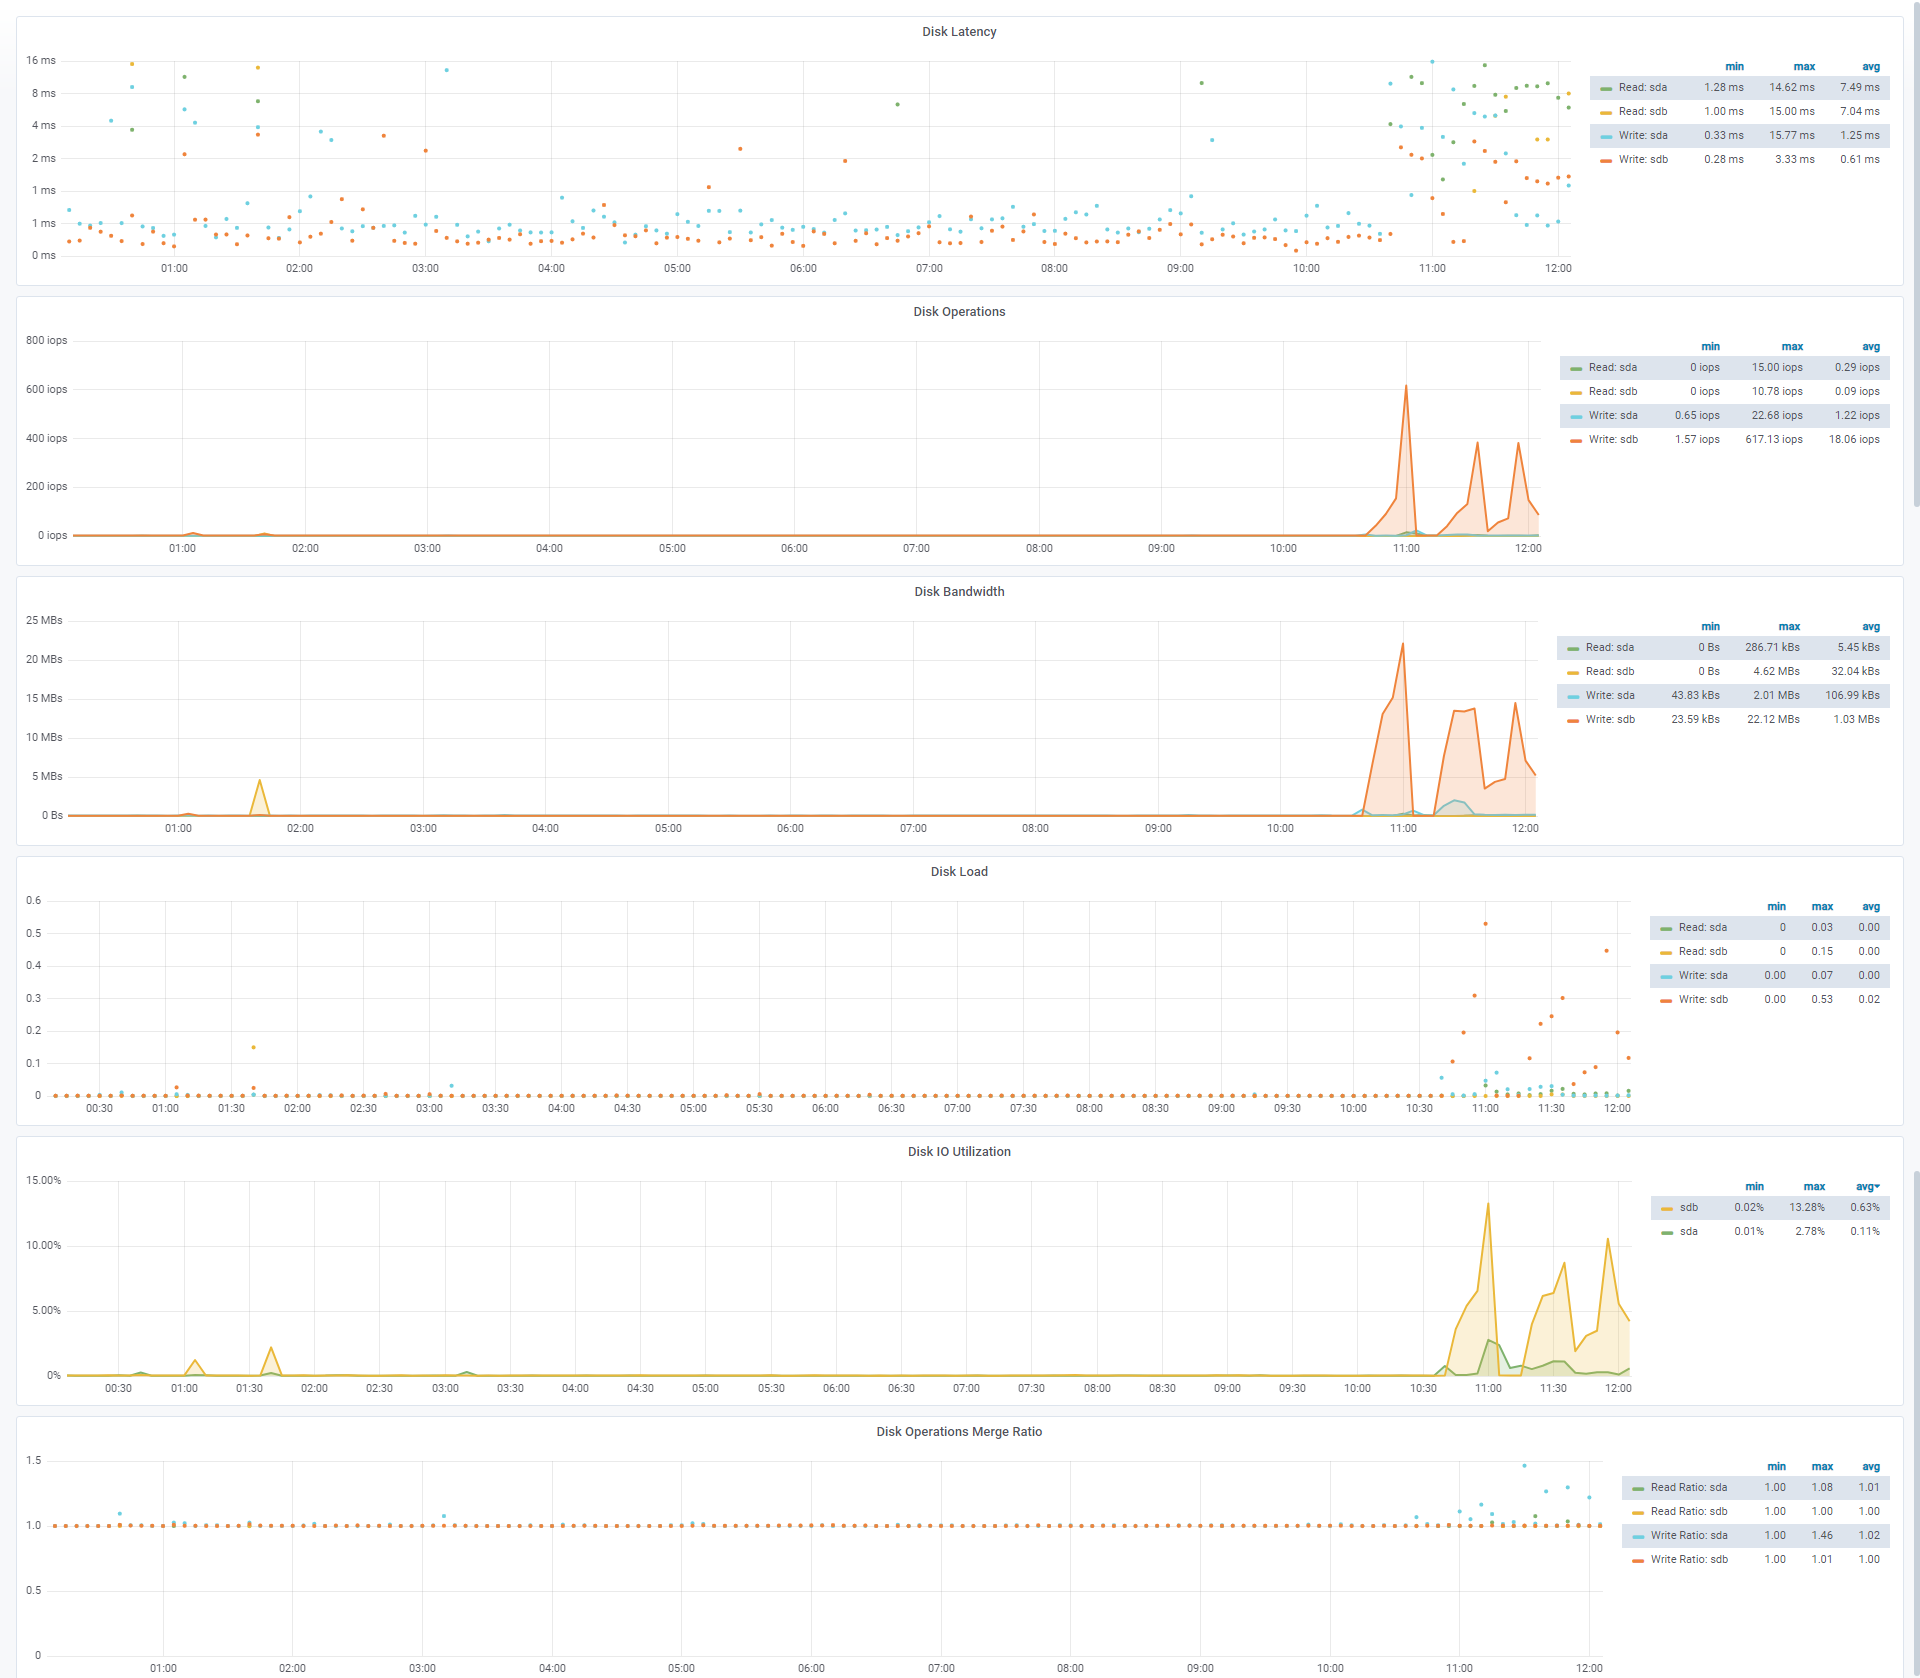 Disk Latency
16 ms
8 ms
4 ms
2 ms
1 ms
1 ms
0 ms
01:00 02:00 03:00 04:00 05:00 06:00 07:00 08:00 09:00 10:00 11:00 12:00
min max avg
Read: sda 1.28 ms 14.62 ms 7.49 ms
Read: sdb 1.00 ms 15.00 ms 7.04 ms
Write: sda 0.33 ms 15.77 ms 1.25 ms
Write: sdb 0.28 ms 3.33 ms 0.61 ms
Disk Operations
800 iops
600 iops
400 iops
200 iops
0 iops
01:00 02:00 03:00 04:00 05:00 06:00 07:00 08:00 09:00 10:00 11:00 12:00
min max avg
Read: sda 0 iops 15.00 iops 0.29 iops
Read: sdb 0 iops 10.78 iops 0.09 iops
Write: sda 0.65 iops 22.68 iops 1.22 iops
Write: sdb 1.57 iops 617.13 iops 18.06 iops
Disk Bandwidth
25 MBs
20 MBs
15 MBs
10 MBs
5 MBs
0 Bs
01:00 02:00 03:00 04:00 05:00 06:00 07:00 08:00 09:00 10:00 11:00 12:00
min max avg
Read: sda 0 Bs 286.71 kBs 5.45 kBs
Read: sdb 0 Bs 4.62 MBs 32.04 kBs
Write: sda 43.83 kBs 2.01 MBs 106.99 kBs
Write: sdb 23.59 kBs 22.12 MBs 1.03 MBs
Disk Load
0.6
0.5
0.4
0.3
0.2
0.1
0
00:30 01:00 01:30 02:00 02:30 03:00 03:30 04:00 04:30 05:00 05:30 06:00 06:30 07:00 07:30 08:00 08:30 09:00 09:30 10:00 10:30 11:00 11:30 12:00
min max avg
Read: sda 0 0.03 0.00
Read: sdb 0 0.15 0.00
Write: sda 0.00 0.07 0.00
Write: sdb 0.00 0.53 0.02
Disk IO Utilization
15.00%
10.00%
5.00%
0%
00:30 01:00 01:30 02:00 02:30 03:00 03:30 04:00 04:30 05:00 05:30 06:00 06:30 07:00 07:30 08:00 08:30 09:00 09:30 10:00 10:30 11:00 11:30 12:00
min max avg
sdb 0.02% 13.28% 0.63%
sda 0.01% 2.78% 0.11%
Disk Operations Merge Ratio
1.5
1.0
0.5
0
01:00 02:00 03:00 04:00 05:00 06:00 07:00 08:00 09:00 10:00 11:00 12:00
min max avg
Read Ratio: sda 1.00 1.08 1.01
Read Ratio: sdb 1.00 1.00 1.00
Write Ratio: sda 1.00 1.46 1.02
Write Ratio: sdb 1.00 1.01 1.00